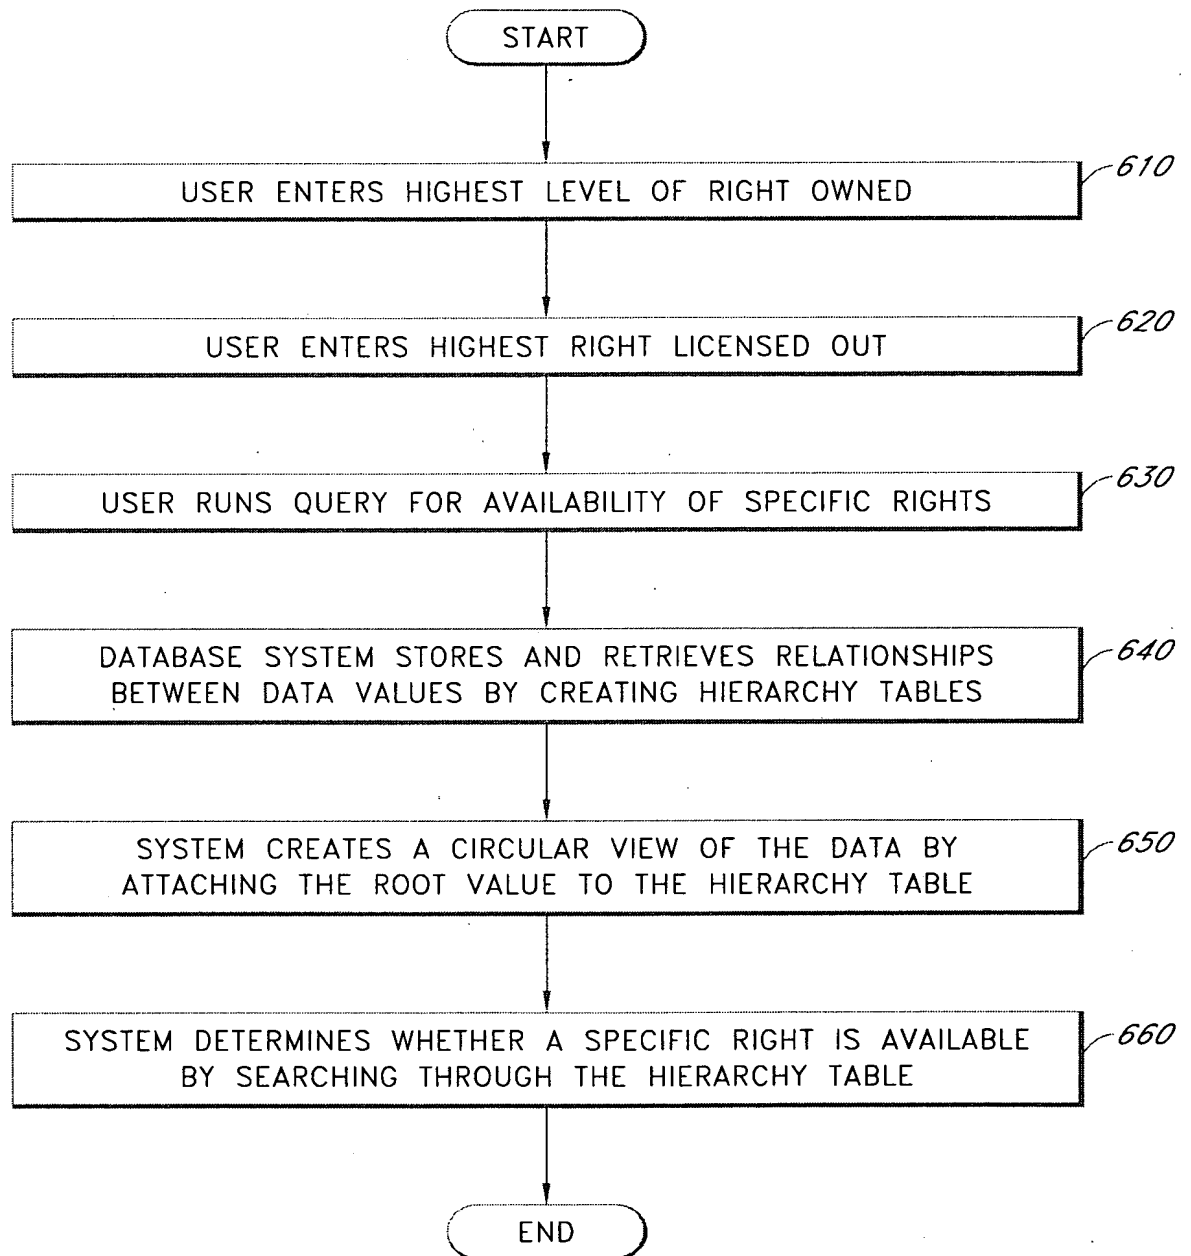 START
USER ENTERS HIGHEST LEVEL OF RIGHT OWNED
610
USER ENTERS HIGHEST RIGHT LICENSED OUT
620
USER RUNS QUERY FOR AVAILABILITY OF SPECIFIC RIGHTS
630
DATABASE SYSTEM STORES AND RETRIEVES RELATIONSHIPS
BETWEEN DATA VALUES BY CREATING HIERARCHY TABLES
640
SYSTEM CREATES A CIRCULAR VIEW OF THE DATA BY
ATTACHING THE ROOT VALUE TO THE HIERARCHY TABLE
650
SYSTEM DETERMINES WHETHER A SPECIFIC RIGHT IS AVAILABLE
BY SEARCHING THROUGH THE HIERARCHY TABLE
660
END